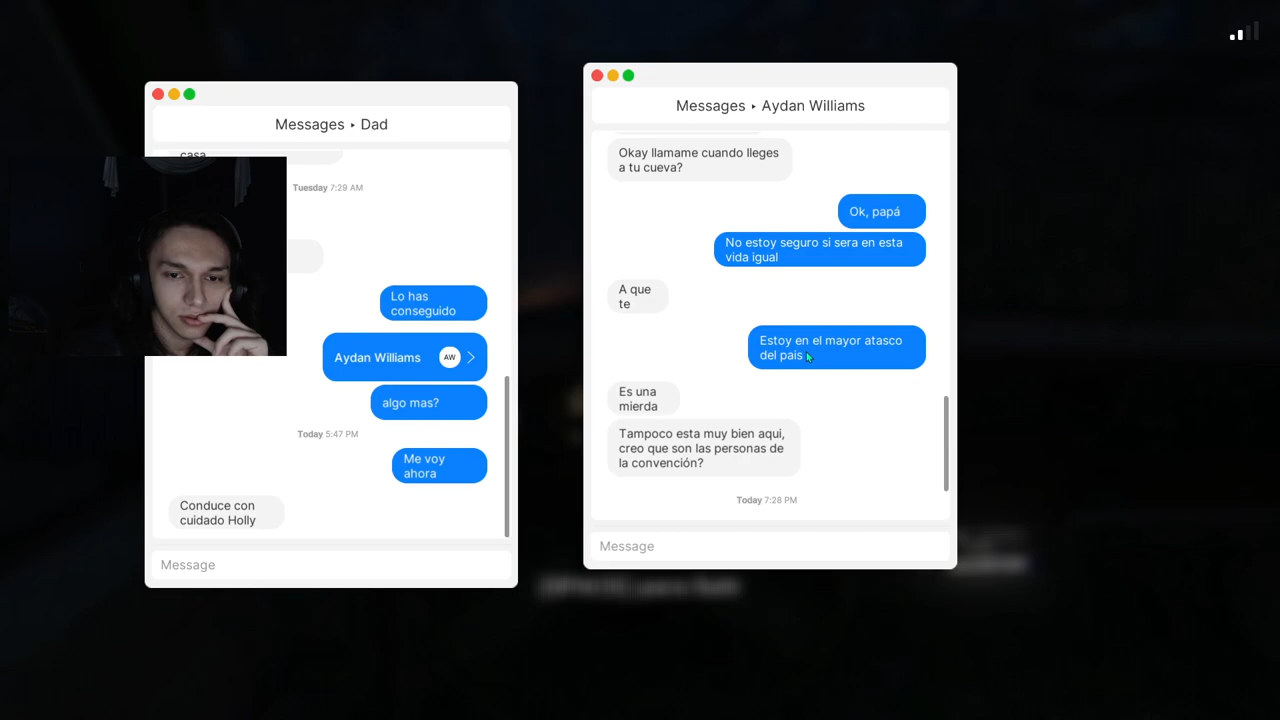 Messages ▸ Dad
casa
Tuesday 7:29 AM
Lo has
conseguido
Aydan Williams
AW
algo mas?
Today 5:47 PM
Me voy
ahora
Conduce con
cuidado Holly
Message
Messages ▸ Aydan Williams
Okay llamame cuando lleges
a tu cueva?
Ok, papá
No estoy seguro si sera en esta
vida igual
A que
te
Estoy en el mayor atasco
del pais
Es una
mierda
Tampoco esta muy bien aqui,
creo que son las personas de
la convención?
Today 7:28 PM
Message